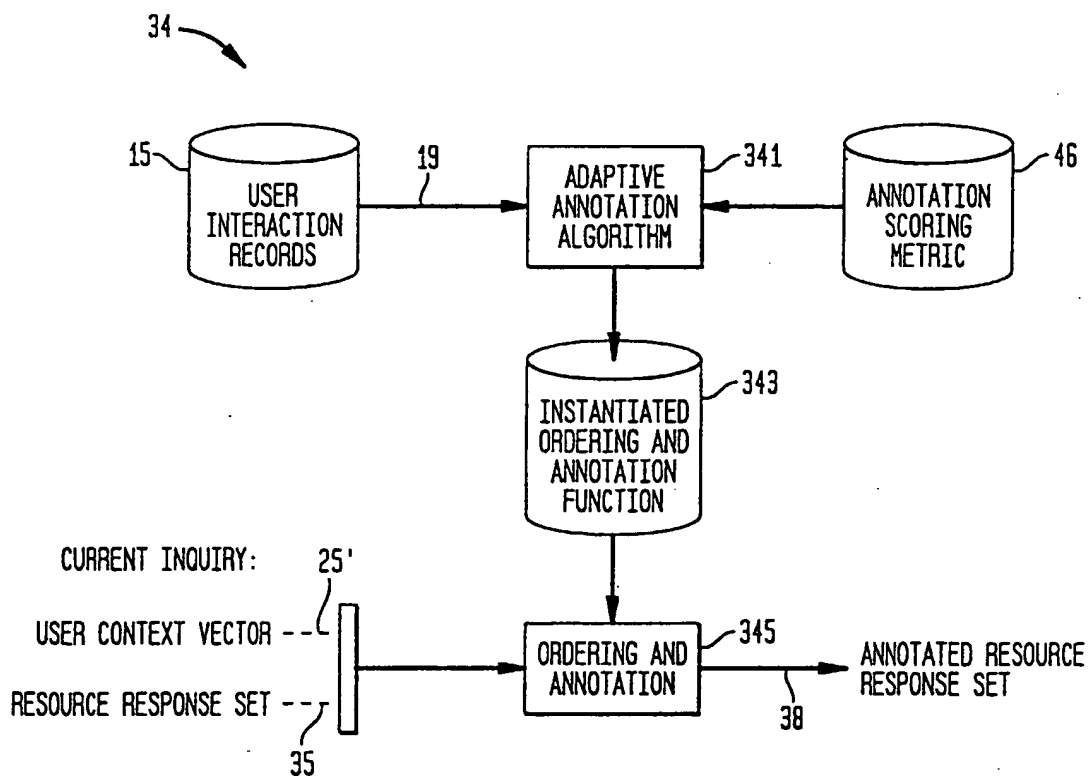 34
15
USER
INTERACTION
RECORDS
19
ADAPTIVE
ANNOTATION
ALGORITHM
341
ANNOTATION
SCORING
METRIC
46
INSTANTIATED
ORDERING AND
ANNOTATION
FUNCTION
343
CURRENT INQUIRY:
25'
USER CONTEXT VECTOR
RESOURCE RESPONSE SET
35
ORDERING AND
ANNOTATION
345
38
ANNOTATED RESOURCE
RESPONSE SET